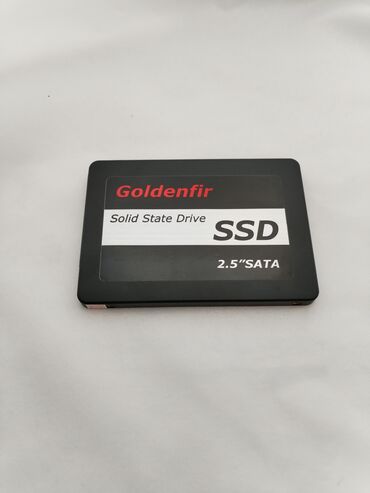 Goldenfir
Solid State Drive
SSD
2.5"SATA